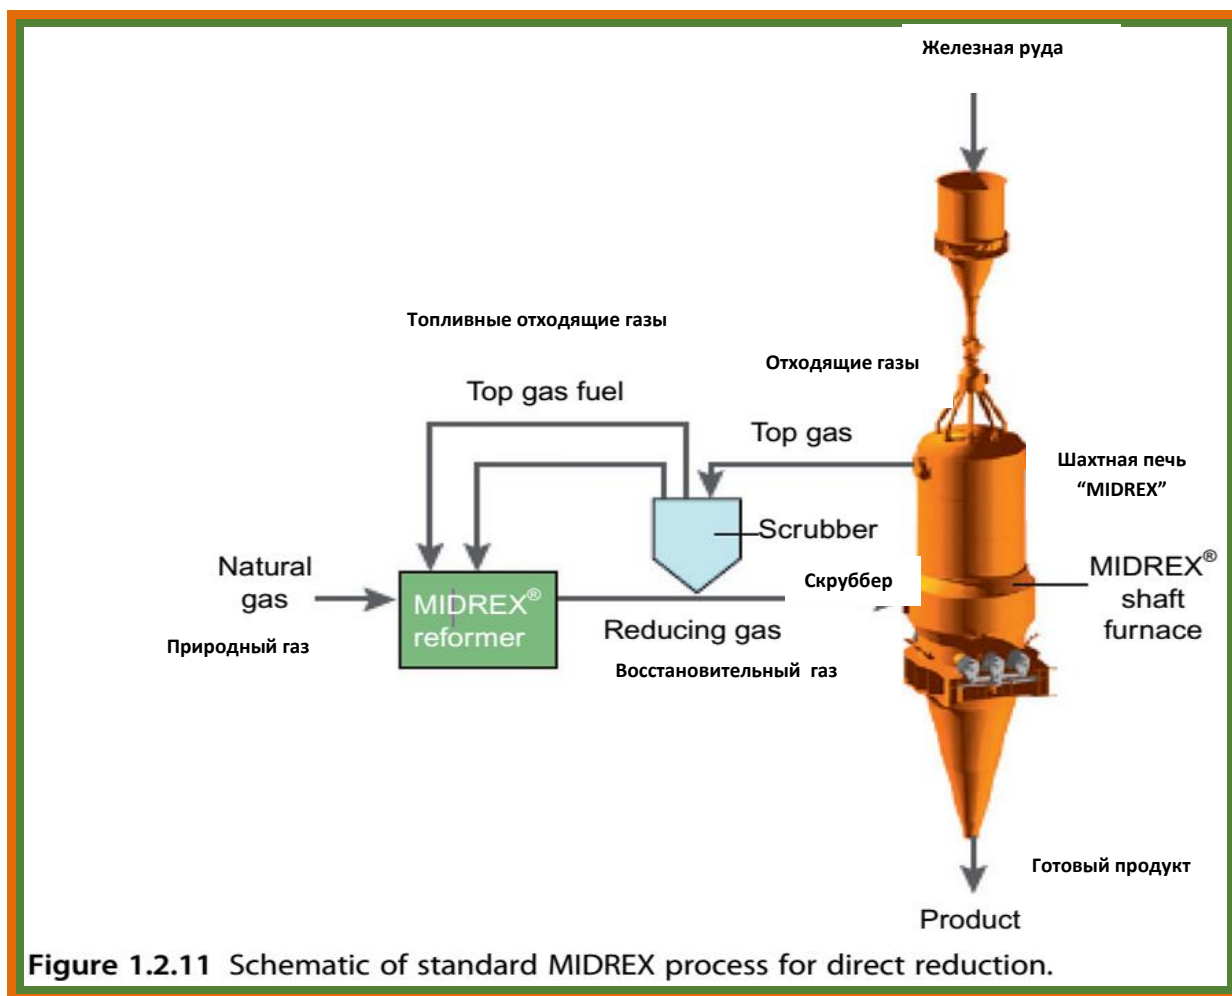 Железная руда
Топливные отходящие газы
Отходящие газы
Top gas fuel
Top gas
Шахтная печь
“MIDREX”
Scrubber
Natural
gas
MIDREX®
reformer
Скруббер
MIDREX®
shaft
furnace
Reducing gas
Природный газ
Восстановительный газ
Готовый продукт
Product
Figure 1.2.11 Schematic of standard MIDREX process for direct reduction.